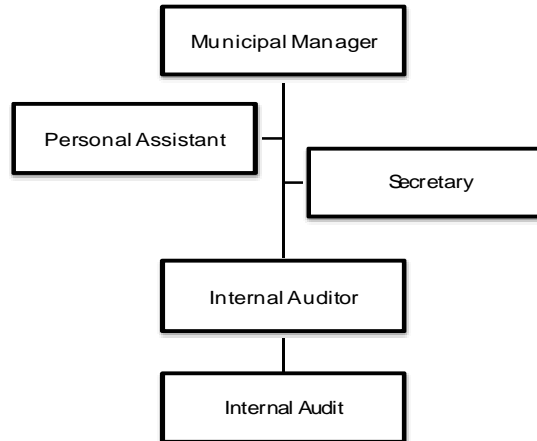 Municipal Manager
Personal Assistant
Secretary
Internal Auditor
Internal Audit